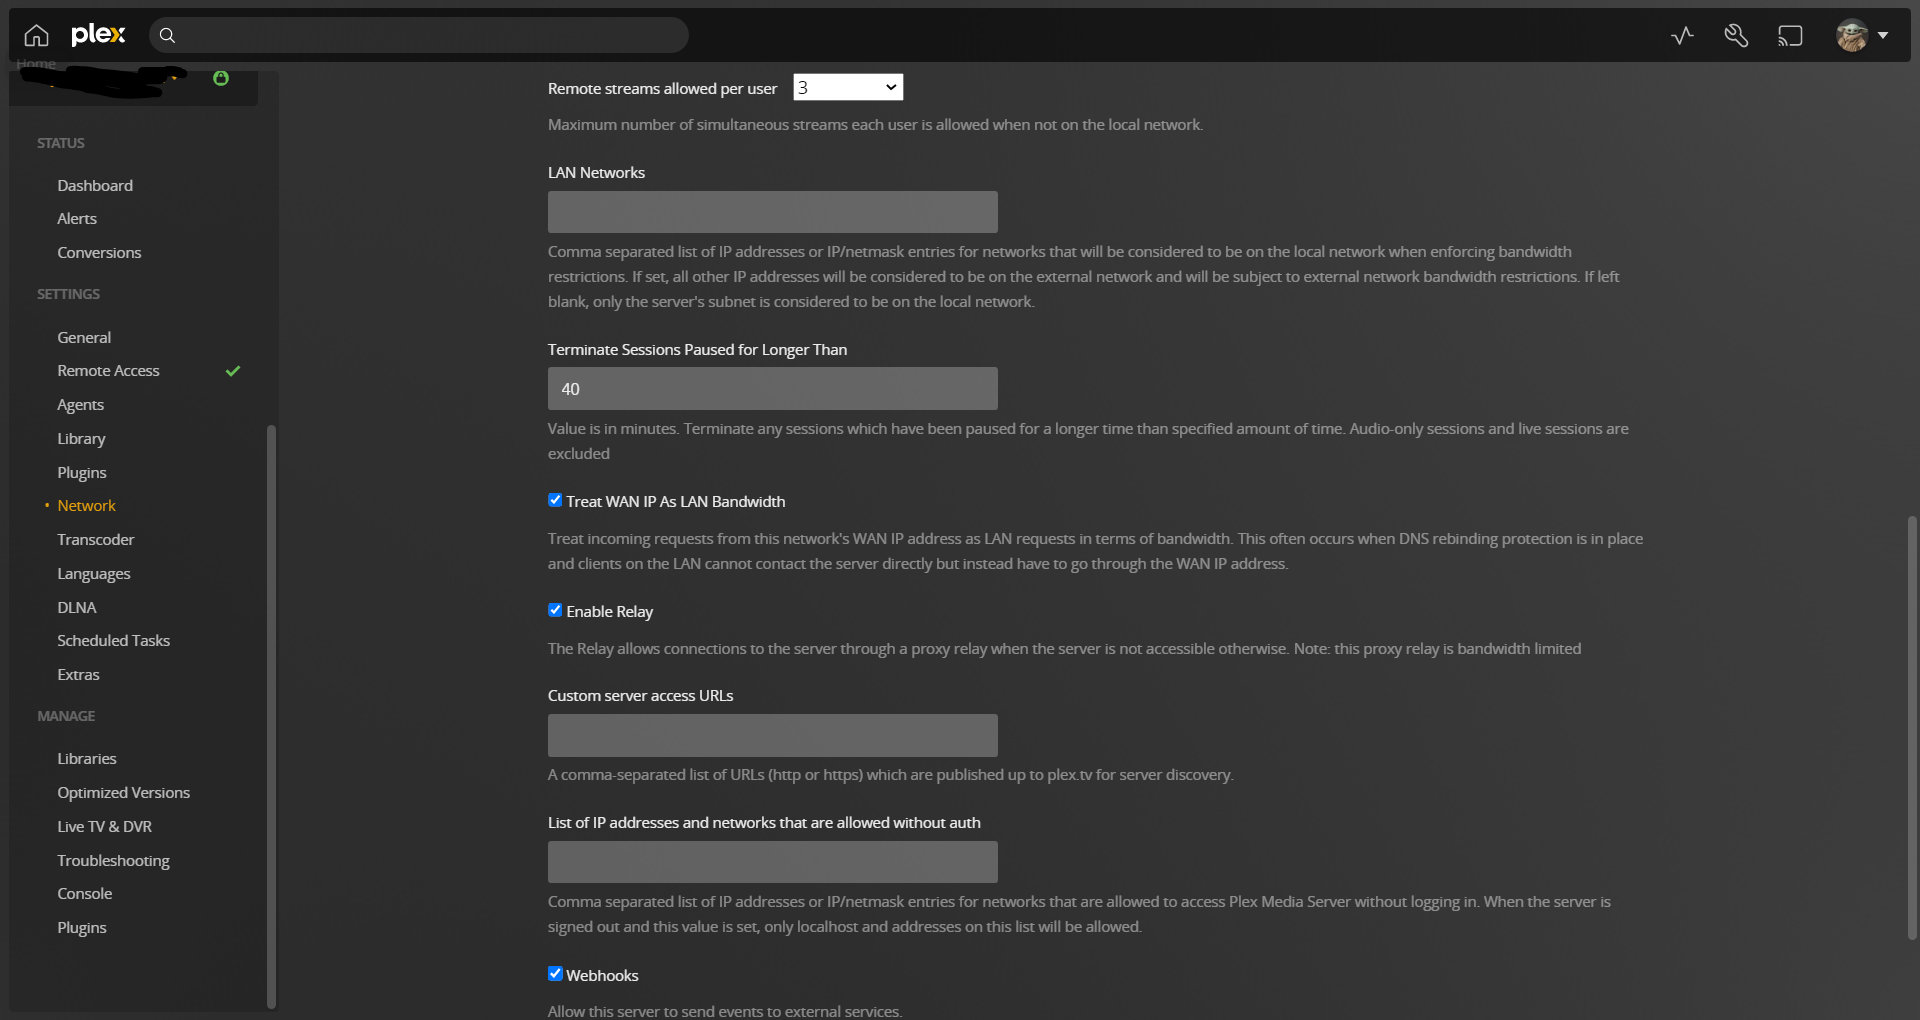 plex
Home
STATUS
Dashboard
Alerts
Conversions
SETTINGS
General
Remote Access
Agents
Library
Plugins
Network
Transcoder
Languages
DLNA
Scheduled Tasks
Extras
MANAGE
Libraries
Optimized Versions
Live TV & DVR
Troubleshooting
Console
Plugins
Remote streams allowed per user 3
Maximum number of simultaneous streams each user is allowed when not on the local network.
LAN Networks
Comma separated list of IP addresses or IP/netmask entries for networks that will be considered to be on the local network when enforcing bandwidth
restrictions. If set, all other IP addresses will be considered to be on the external network and will be subject to external network bandwidth restrictions. If left
blank, only the server's subnet is considered to be on the local network.
Terminate Sessions Paused for Longer Than
40
Value is in minutes. Terminate any sessions which have been paused for a longer time than specified amount of time. Audio-only sessions and live sessions are
excluded
Treat WAN IP As LAN Bandwidth
Treat incoming requests from this network's WAN IP address as LAN requests in terms of bandwidth. This often occurs when DNS rebinding protection is in place
and clients on the LAN cannot contact the server directly but instead have to go through the WAN IP address.
Enable Relay
The Relay allows connections to the server through a proxy relay when the server is not accessible otherwise. Note: this proxy relay is bandwidth limited
Custom server access URLs
A comma-separated list of URLs (http or https) which are published up to plex.tv for server discovery.
List of IP addresses and networks that are allowed without auth
Comma separated list of IP addresses or IP/netmask entries for networks that are allowed to access Plex Media Server without logging in. When the server is
signed out and this value is set, only localhost and addresses on this list will be allowed.
Webhooks
Allow this server to send events to external services.